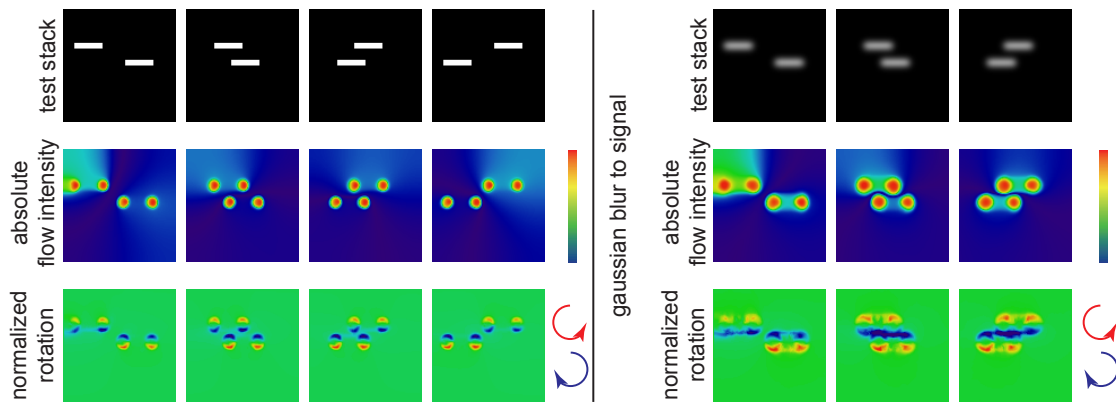 test stack
absolute
flow intensity
normalized
rotation
gaussian blur to signal
test stack
absolute
flow intensity
normalized
rotation